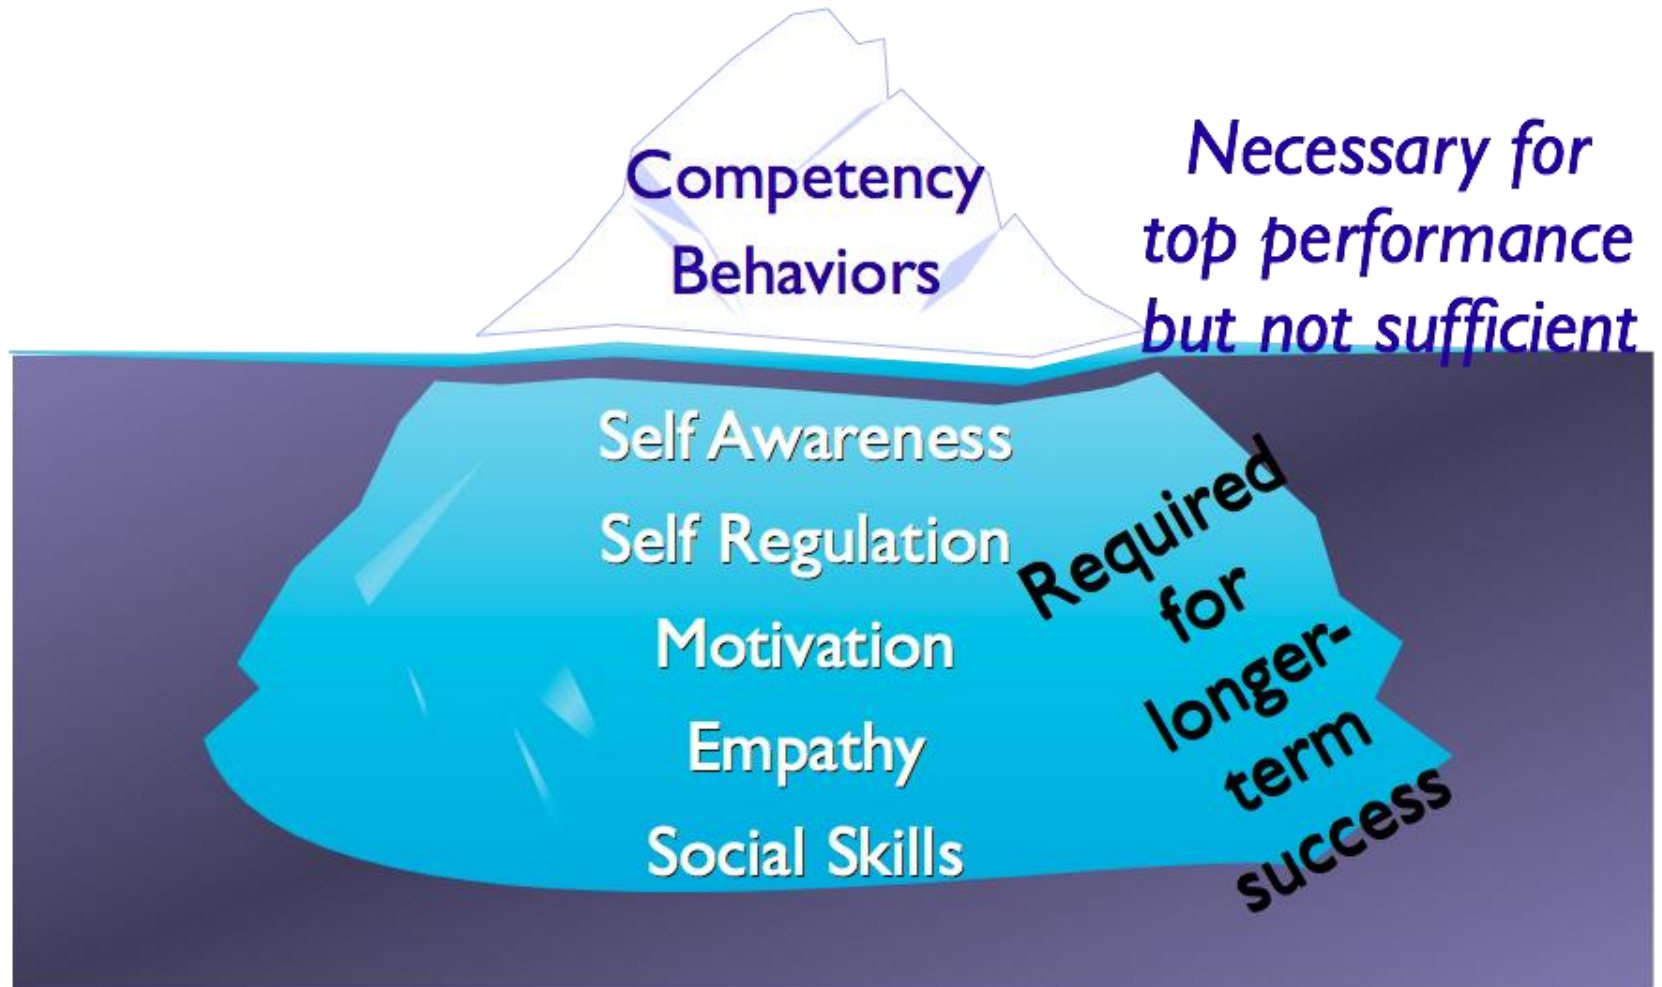 Competency
Behaviors
Necessary for
top performance
but not sufficient
Self Awareness
Self Regulation
Motivation
Empathy
Social Skills
Required
for
longer-
term
success